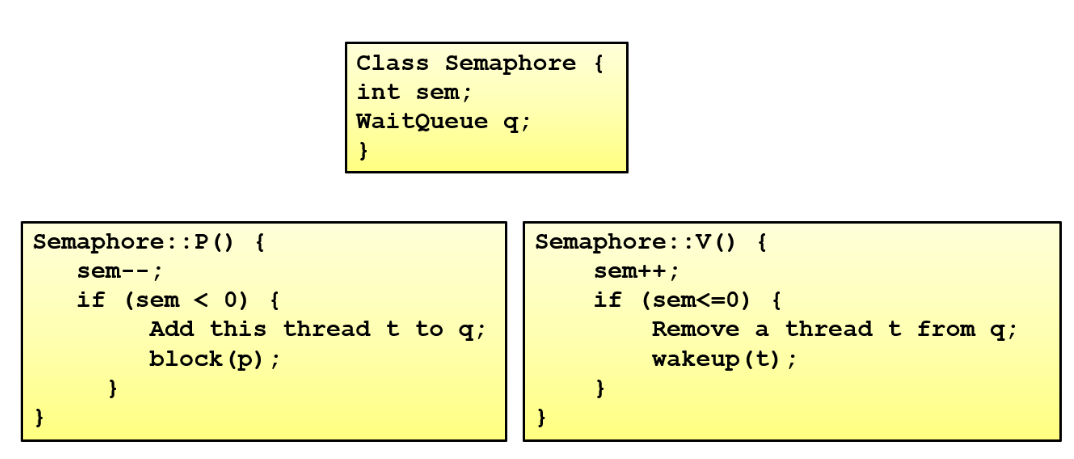 Class Semaphore {
int sem;
WaitQueue q;
}
Semaphore::P() {
sem--;
if (sem < 0) {
Add this thread t to q;
block(p);
}
}
Semaphore::V() {
sem++;
if (sem<=0) {
Remove a thread t from q;
wakeup(t);
}
}